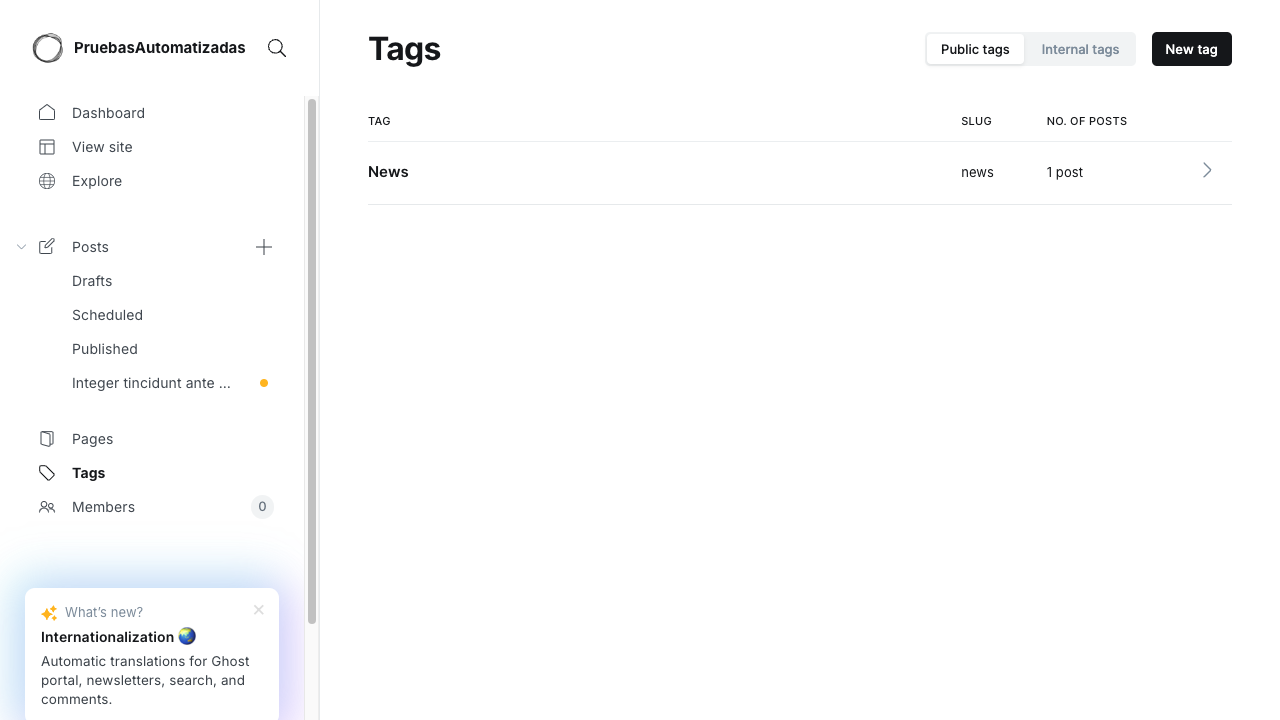 PruebasAutomatizadas
Dashboard
View site
Explore
Posts
Drafts
Scheduled
Published
Integer tincidunt ante ...
Pages
Tags
Members
0
What's new?
Internationalization 🌏
Automatic translations for Ghost
portal, newsletters, search, and
comments.
Tags
Public tags
Internal tags
New tag
TAG
SLUG
NO. OF POSTS
News
news
1 post